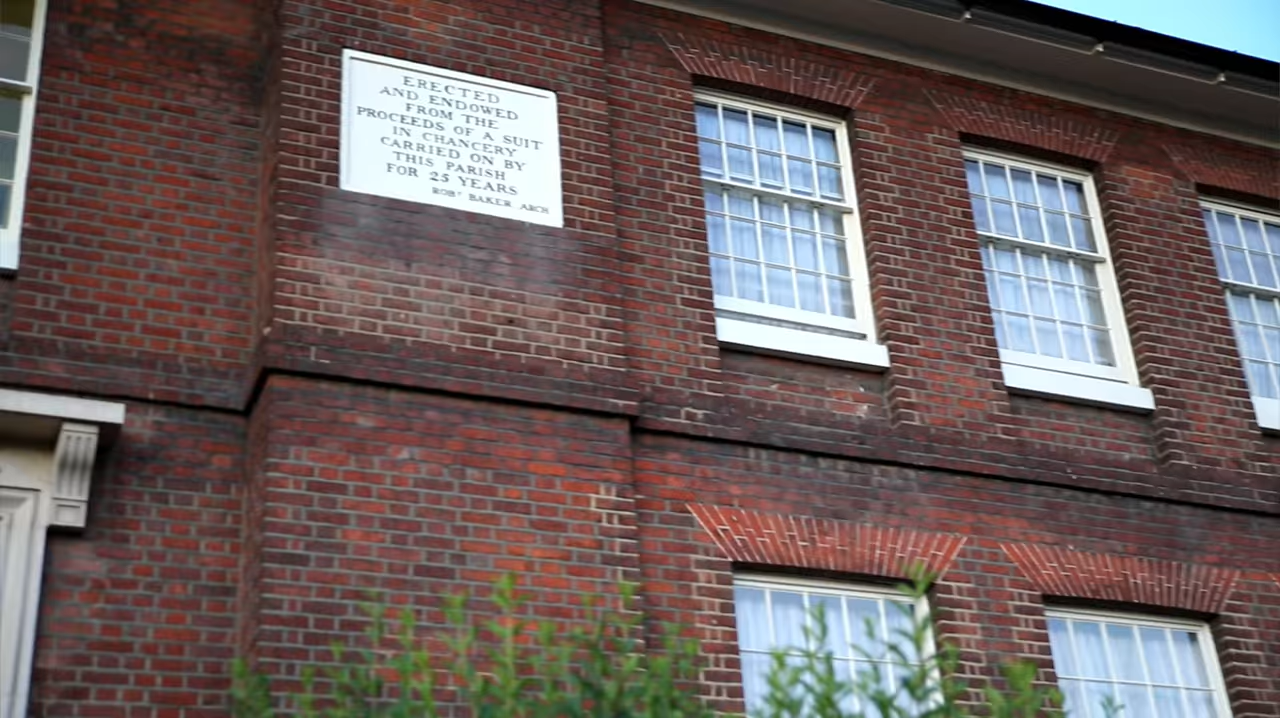 ERECTED
AND ENDOWED
FROM THE
PROCEEDS OF A SUIT
IN CHANCERY
CARRIED ON BY
THIS PARISH
FOR 25 YEARS
ROBT BAKER ARCH